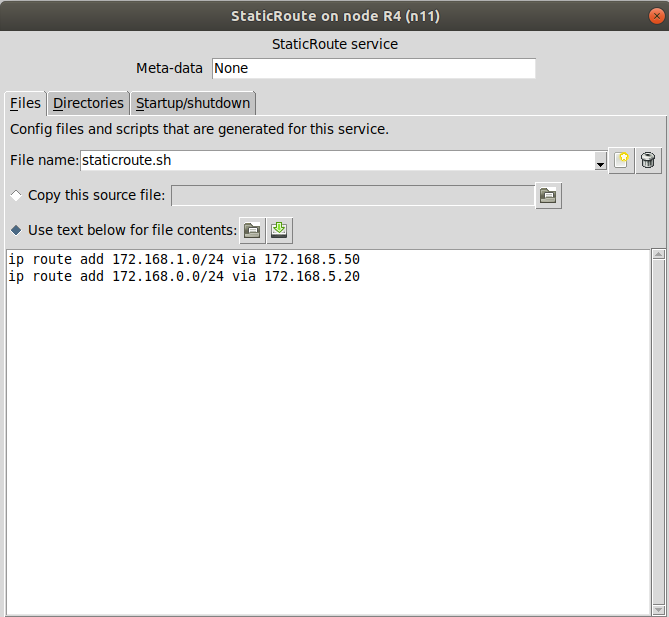 StaticRoute on node R4 (n11)
StaticRoute service
Meta-data None
Files Directories Startup/shutdown
Config files and scripts that are generated for this service.
File name: staticroute.sh
Copy this source file:
Use text below for file contents:
ip route add 172.168.1.0/24 via 172.168.5.50
ip route add 172.168.0.0/24 via 172.168.5.20